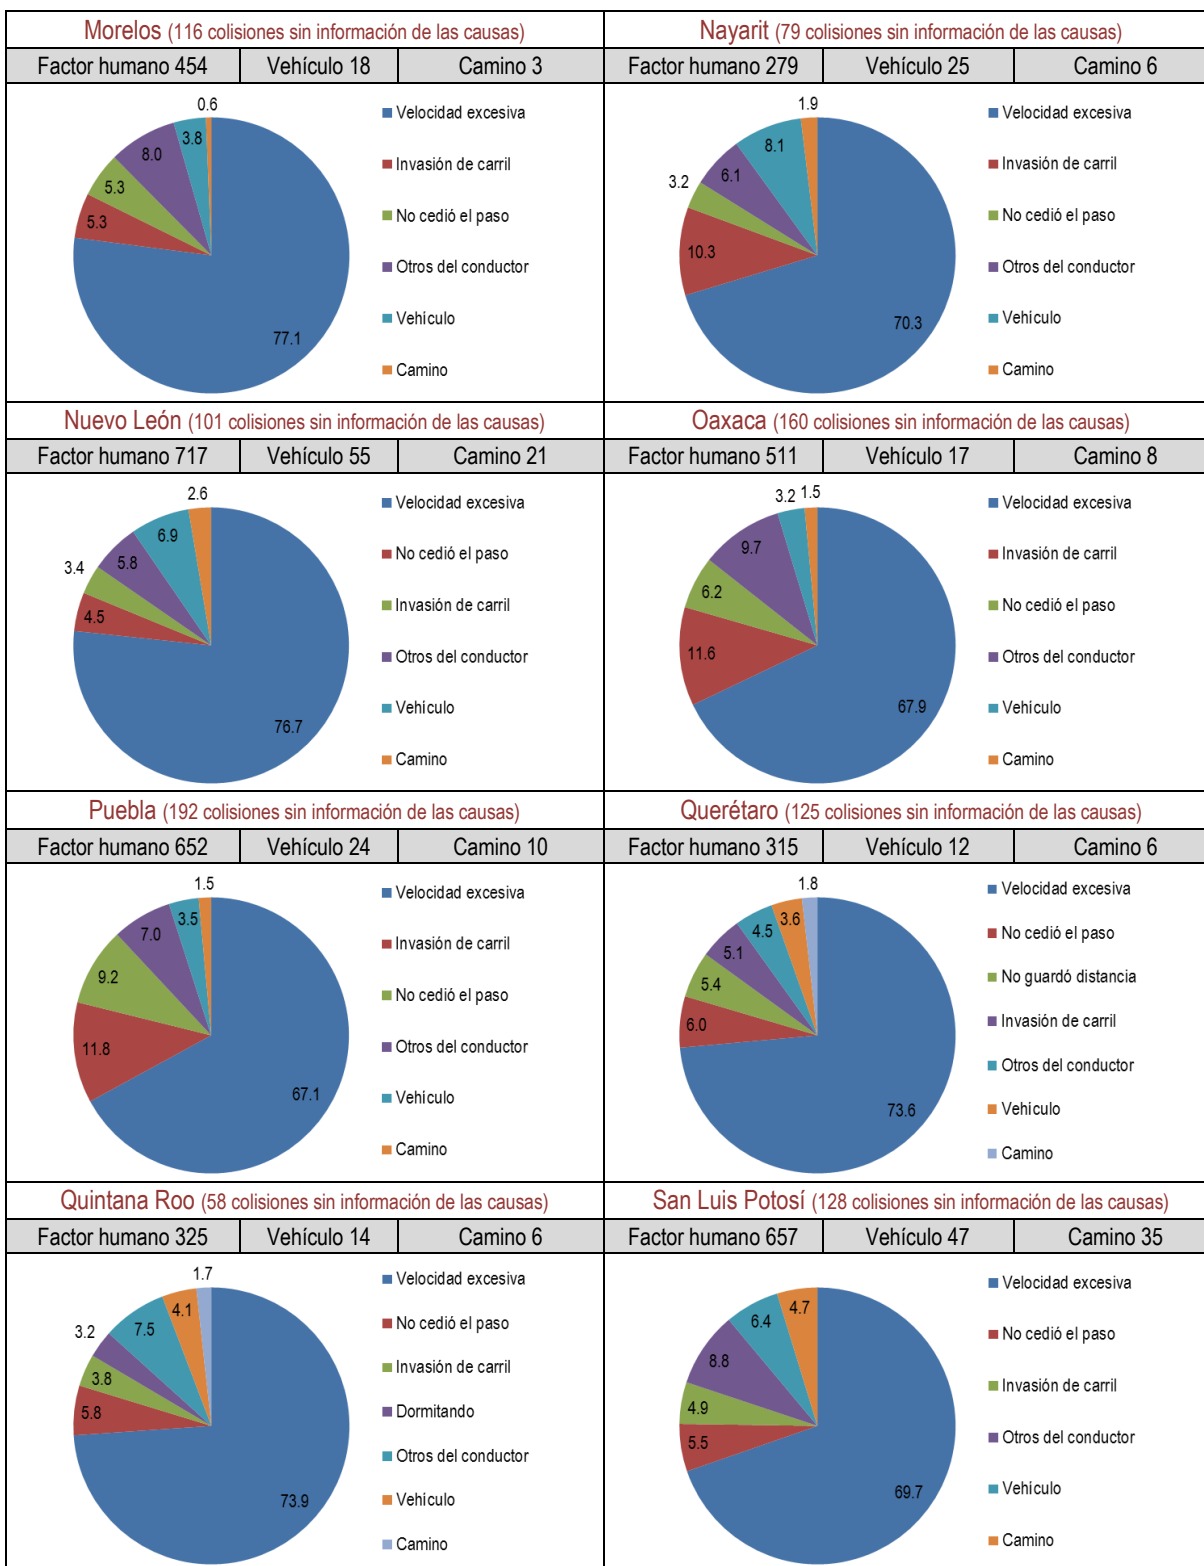 Morelos (116 colisiones sin información de las causas)
Factor humano 454 Vehículo 18 Camino 3
0.6
3.8
8.0
5.3
5.3
77.1
Velocidad excesiva
Invasión de carril
No cedió el paso
Otros del conductor
Vehículo
Camino
Nayarit (79 colisiones sin información de las causas)
Factor humano 279 Vehículo 25 Camino 6
1.9
8.1
6.1
3.2
10.3
70.3
Velocidad excesiva
Invasión de carril
No cedió el paso
Otros del conductor
Vehículo
Camino
Nuevo León (101 colisiones sin información de las causas)
Factor humano 717 Vehículo 55 Camino 21
2.6
6.9
5.8
3.4
4.5
76.7
Velocidad excesiva
No cedió el paso
Invasión de carril
Otros del conductor
Vehículo
Camino
Oaxaca (160 colisiones sin información de las causas)
Factor humano 511 Vehículo 17 Camino 8
3.2 1.5
9.7
6.2
11.6
67.9
Velocidad excesiva
Invasión de carril
No cedió el paso
Otros del conductor
Vehículo
Camino
Puebla (192 colisiones sin información de las causas)
Factor humano 652 Vehículo 24 Camino 10
1.5
3.5
7.0
9.2
11.8
67.1
Velocidad excesiva
Invasión de carril
No cedió el paso
Otros del conductor
Vehículo
Camino
Querétaro (125 colisiones sin información de las causas)
Factor humano 315 Vehículo 12 Camino 6
1.8
3.6
4.5
5.1
5.4
6.0
73.6
Velocidad excesiva
No cedió el paso
No guardó distancia
Invasión de carril
Otros del conductor
Vehículo
Camino
Quintana Roo (58 colisiones sin información de las causas)
Factor humano 325 Vehículo 14 Camino 6
1.7
4.1
7.5
3.2
3.8
5.8
73.9
Velocidad excesiva
No cedió el paso
Invasión de carril
Dormitando
Otros del conductor
Vehículo
Camino
San Luis Potosí (128 colisiones sin información de las causas)
Factor humano 657 Vehículo 47 Camino 35
4.7
6.4
8.8
4.9
5.5
69.7
Velocidad excesiva
No cedió el paso
Invasión de carril
Otros del conductor
Vehículo
Camino